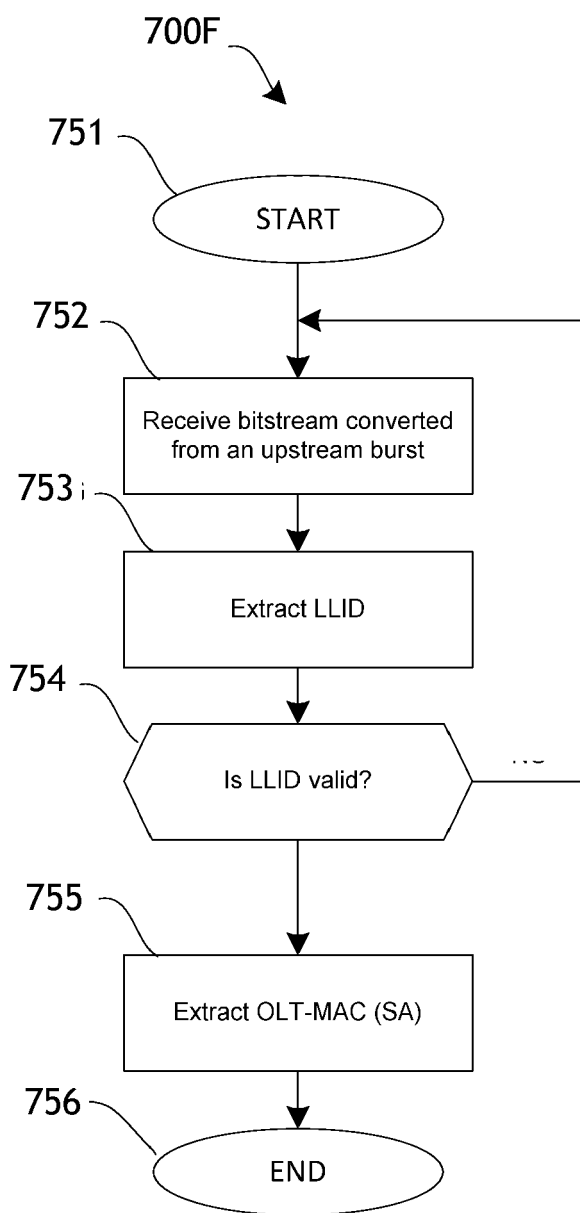 700F
751
START
752
Receive bitstream converted
from an upstream burst
753
Extract LLID
754
Is LLID valid?
755
Extract OLT-MAC (SA)
756
END